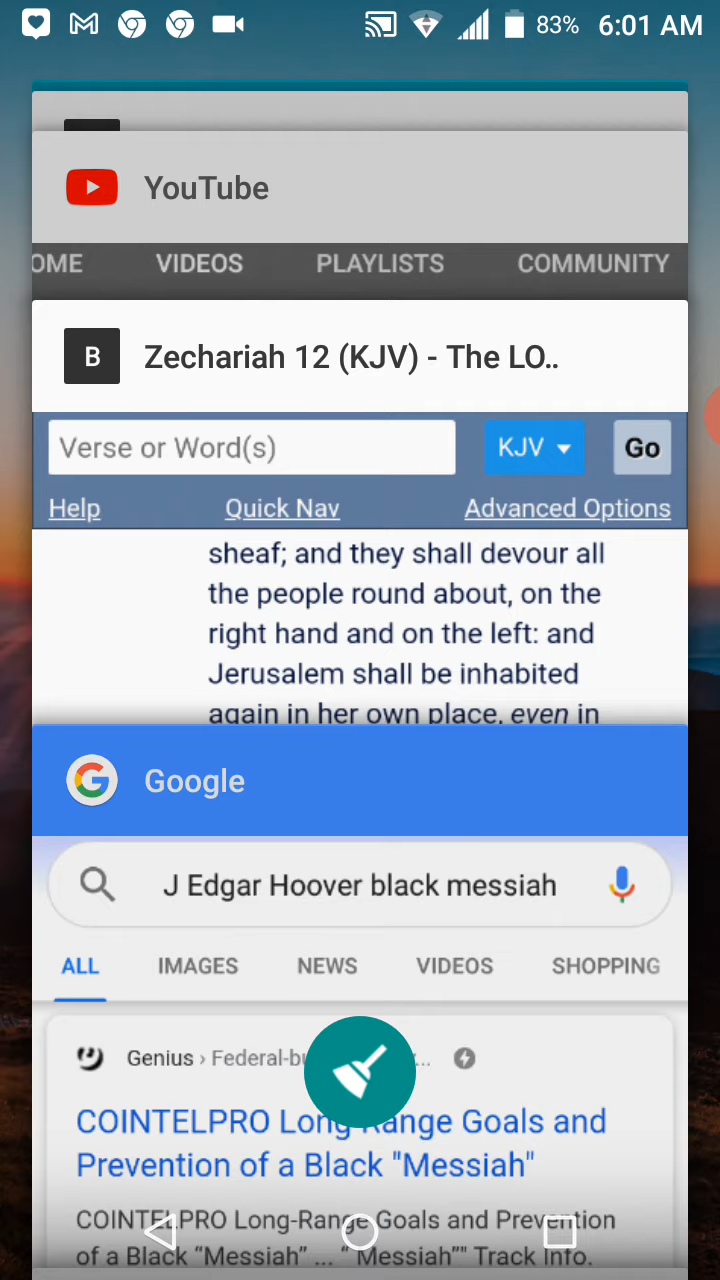 83% 6:01 AM
YouTube
OME VIDEOS PLAYLISTS COMMUNITY
B Zechariah 12 (KJV) - The LO..
Verse or Word(s) KJV Go
Help Quick Nav Advanced Options
sheaf; and they shall devour all
the people round about, on the
right hand and on the left: and
Jerusalem shall be inhabited
again in her own place, even in
Google
J Edgar Hoover black messiah
ALL IMAGES NEWS VIDEOS SHOPPING
Genius › Federal-bu ...
COINTELPRO Long Range Goals and
Prevention of a Black "Messiah"
COINTELPRO Long-Range Goals and Prevention
of a Black “Messiah” ... “ Messiah”" Track Info.